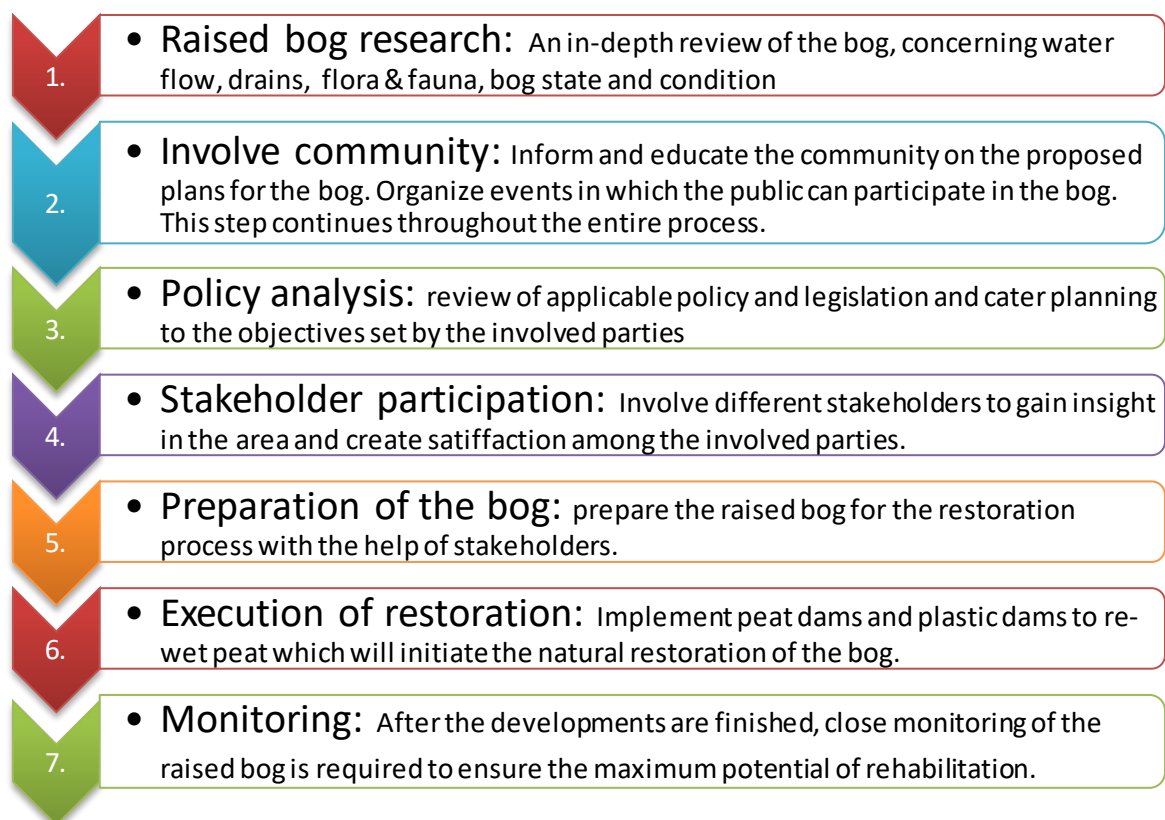 1.
• Raised bog research: An in-depth review of the bog, concerning water
flow, drains, flora & fauna, bog state and condition
2.
• Involve community: Inform and educate the community on the proposed
plans for the bog. Organize events in which the public can participate in the bog.
This step continues throughout the entire process.
3.
• Policy analysis: review of applicable policy and legislation and cater planning
to the objectives set by the involved parties
4.
• Stakeholder participation: Involve different stakeholders to gain insight
in the area and create satiffaction among the involved parties.
5.
• Preparation of the bog: prepare the raised bog for the restoration
process with the help of stakeholders.
6.
• Execution of restoration: Implement peat dams and plastic dams to re-
wet peat which will initiate the natural restoration of the bog.
7.
• Monitoring: After the developments are finished, close monitoring of the
raised bog is required to ensure the maximum potential of rehabilitation.